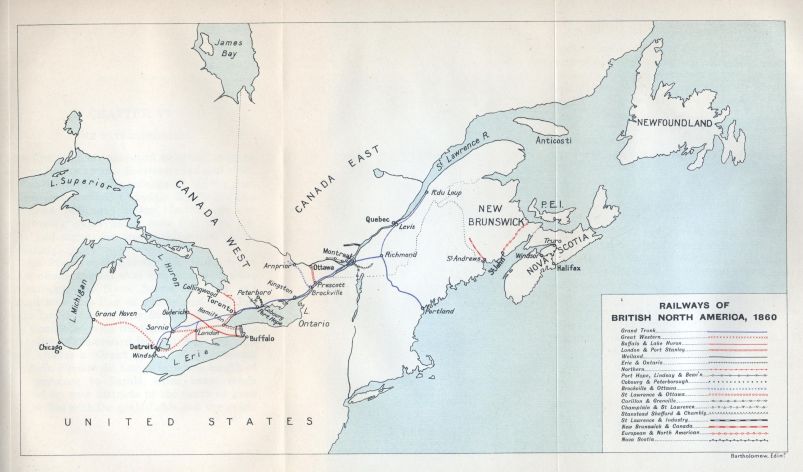 James
Bay
NEWFOUNDLAND
Anticosti
St Lawrence R.
CANADA EAST
L. Superior
CANADA WEST
R. du Loup
P.E.I.
NEW
BRUNSWICK
Quebec
Levis
L. Huron
Montreal
Richmond
Truro
Windsor
NOVA SCOTIA
Halifax
St John
St Andrews
Arnprior
Ottawa
Prescott
Brockville
Kingston
Collingwood
Peterboro
Cobourg
Port Hope
L.
Ontario
Portland
L. Michigan
Grand Haven
Goderich
Toronto
Hamilton
Sarnia
London
Buffalo
Chicago
Detroit
Windsor
L. Erie
UNITED STATES
RAILWAYS OF
BRITISH NORTH AMERICA, 1860
Grand Trunk
Great Western
Buffalo & Lake Huron
London & Port Stanley
Welland
Erie & Ontario
Northern
Port Hope, Lindsay & Beav'n
Cobourg & Peterborough
Brockville & Ottawa
St Lawrence & Ottawa
Carillon & Grenville
Champlain & St Lawrence
Stanstead Shefford & Chambly
St Lawrence & Industry
New Brunswick & Canada
European & North American
Nova Scotia
Bartholomew, Edinr